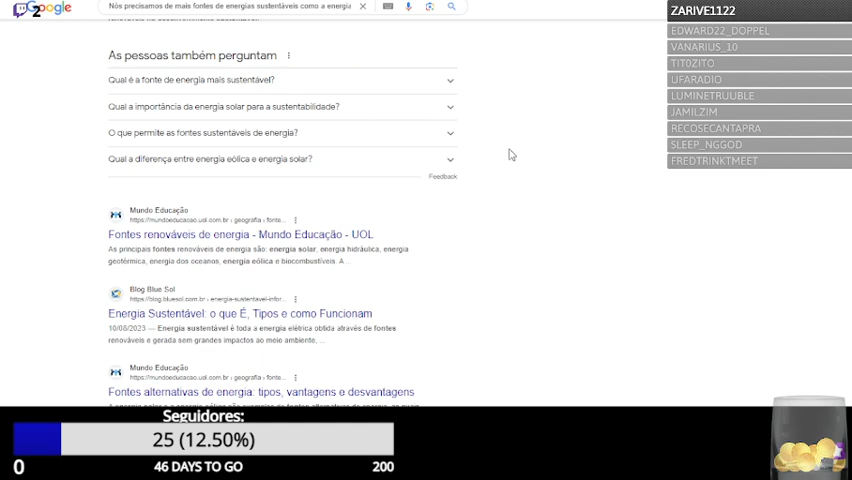 2
Google
Nós precisamos de mais fontes de energias sustentáveis como a energia
As pessoas também perguntam
Qual é a fonte de energia mais sustentável?
Qual a importância da energia solar para a sustentabilidade?
O que permite as fontes sustentáveis de energia?
Qual a diferença entre energia eólica e energia solar?
Feedback
Mundo Educação
https://mundoeducacao.uol.com.br › geografia › fonte...
Fontes renováveis de energia - Mundo Educação - UOL
As principais fontes renováveis de energia são: energia solar, energia hidráulica, energia
geotérmica, energia dos oceanos, energia eólica e biocombustíveis. A ...
Blog Blue Sol
https://blog.bluesol.com.br › energia-sustentavel-infor...
Energia Sustentável: o que É, Tipos e como Funcionam
10/08/2023 — Energia sustentável é toda a energia elétrica obtida através de fontes
renováveis e gerada sem grandes impactos ao meio ambiente, ...
Mundo Educação
https://mundoeducacao.uol.com.br › geografia › fonte...
Fontes alternativas de energia: tipos, vantagens e desvantagens
ZARIVE1122
EDWARD22_DOPPEL
VANARIUS_10
TIT0ZITO
UFARADIO
LUMINETRUUBLE
JAMILZIM
RECOSECANTAPRA
SLEEP_NGGOD
FREDTRINKTMEET
Seguidores:
25 (12.50%)
0
46 DAYS TO GO
200